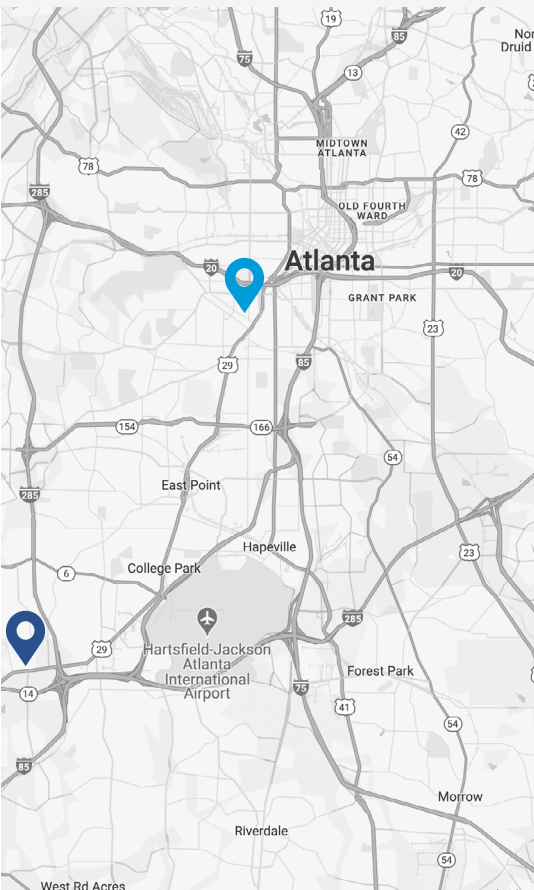 19
Nor
Druid
85
75
13
42
MIDTOWN
ATLANTA
78
78
285
OLD FOURTH
WARD
Atlanta
20
20
GRANT PARK
23
29
85
154
166
54
East Point
285
Hapeville
23
College Park
6
285
Hartsfield-Jackson
Atlanta
International
Airport
29
Forest Park
14
75
41
54
85
Morrow
Riverdale
54
West Rd Acres